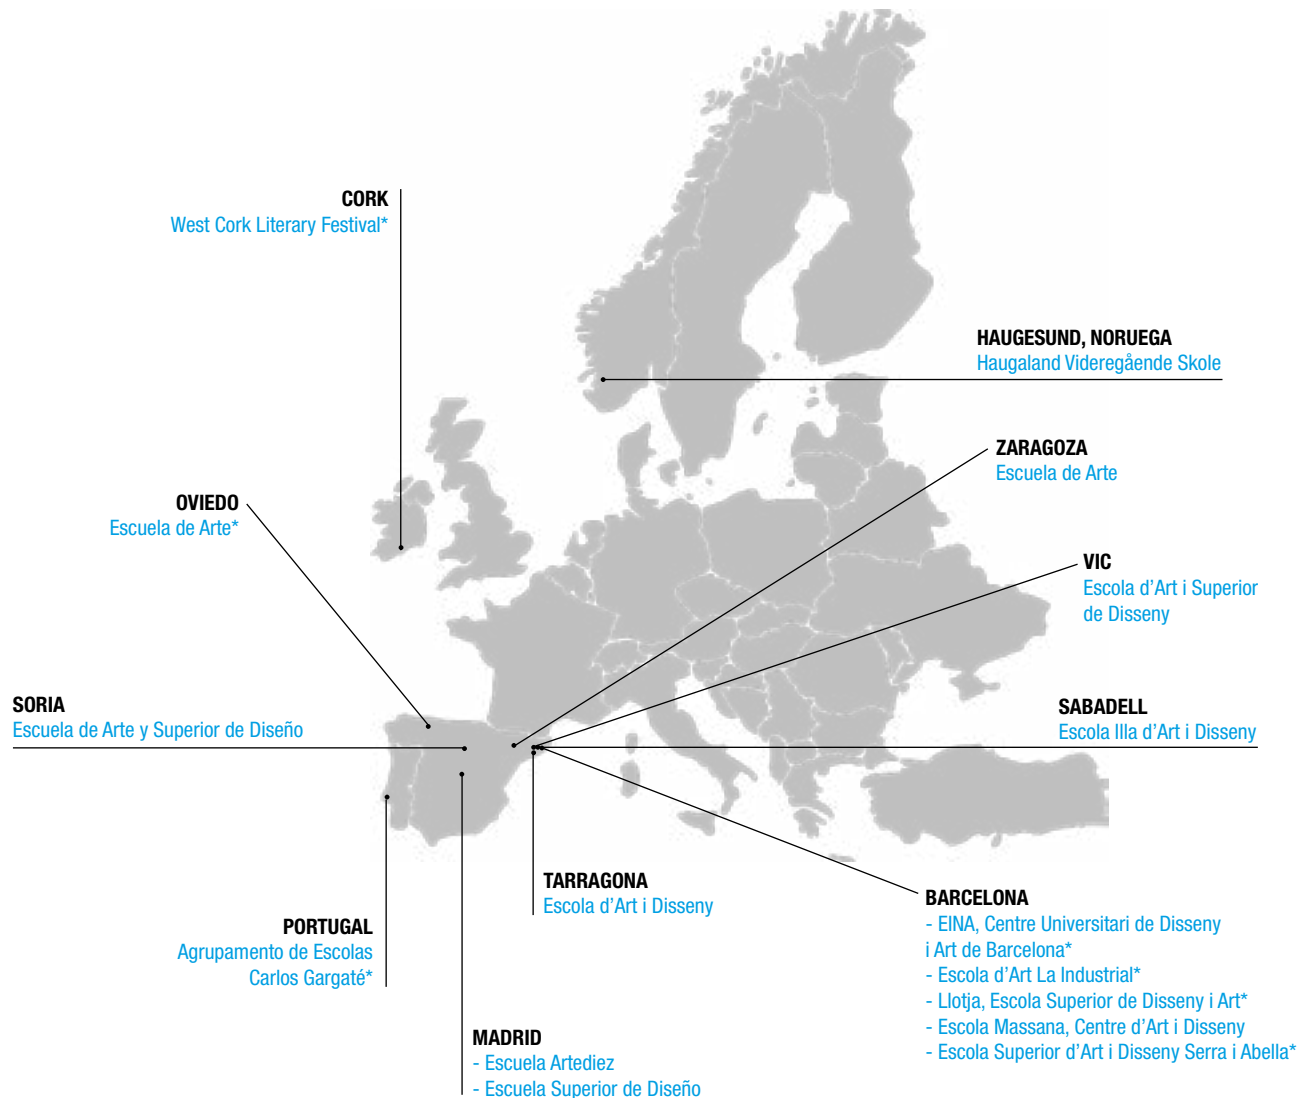 CORK
West Cork Literary Festival*
HAUGESUND, NORUEGA
Haugaland Videregående Skole
ZARAGOZA
Escuela de Arte
OVIEDO
Escuela de Arte*
VIC
Escola d’Art i Superior
de Disseny
SORIA
Escuela de Arte y Superior de Diseño
SABADELL
Escola Illa d’Art i Disseny
TARRAGONA
Escola d’Art i Disseny
PORTUGAL
Agrupamento de Escolas
Carlos Gargaté*
BARCELONA
- EINA, Centre Universitari de Disseny
i Art de Barcelona*
- Escola d’Art La Industrial*
- Llotja, Escola Superior de Disseny i Art*
- Escola Massana, Centre d’Art i Disseny
- Escola Superior d’Art i Disseny Serra i Abella*
MADRID
- Escuela Artediez
- Escuela Superior de Diseño